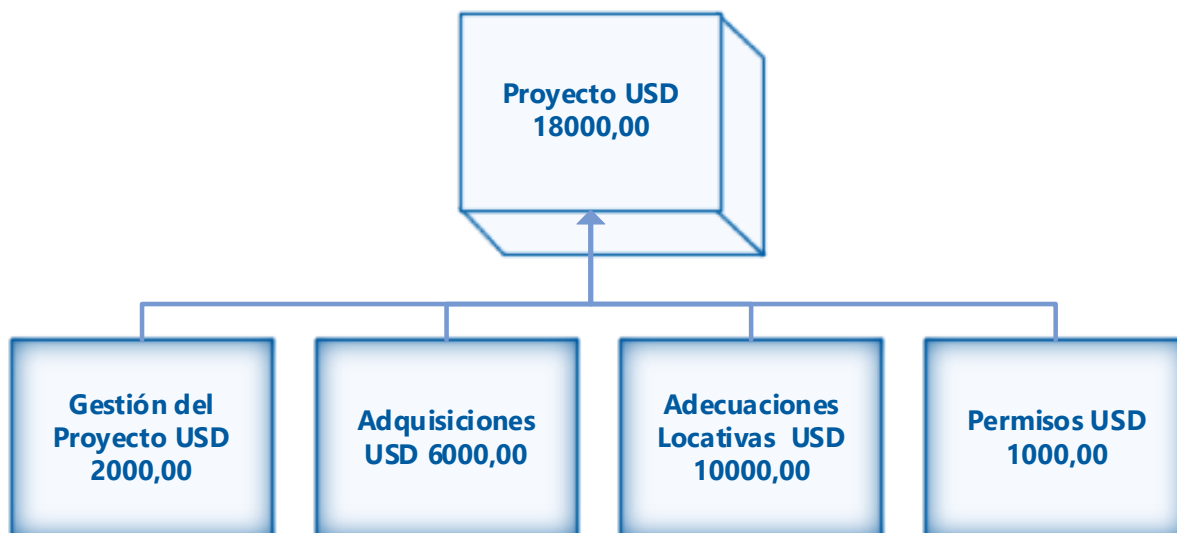 Proyecto USD
18000,00
Gestión del
Proyecto USD
2000,00
Adquisiciones
USD 6000,00
Adecuaciones
Locativas USD
10000,00
Permisos USD
1000,00